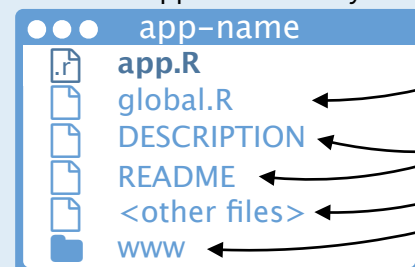 app-name
.r
app.R
global.R
DESCRIPTION
README
<other files>
www